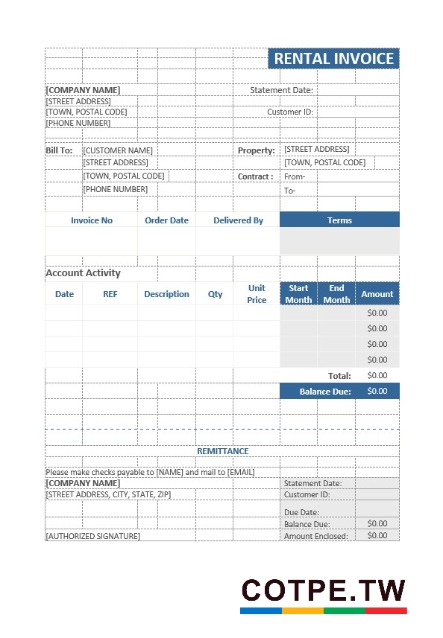 RENTAL INVOICE
[COMPANY NAME] Statement Date:
[STREET ADDRESS]
[TOWN, POSTAL CODE] Customer ID:
[PHONE NUMBER]
Bill To: [CUSTOMER NAME] Property: [STREET ADDRESS]
[STREET ADDRESS] [TOWN, POSTAL CODE]
[TOWN, POSTAL CODE] Contract : From-
[PHONE NUMBER] To-
Invoice No Order Date Delivered By Terms
Account Activity
Date REF Description Qty Unit Price Start Month End Month Amount
$0.00
$0.00
$0.00
$0.00
Total: $0.00
Balance Due: $0.00
REMITTANCE
Please make checks payable to [NAME] and mail to [EMAIL]
[COMPANY NAME] Statement Date:
[STREET ADDRESS, CITY, STATE, ZIP] Customer ID:
Due Date:
Balance Due: $0.00
[AUTHORIZED SIGNATURE] Amount Enclosed: $0.00
COTPE.TW